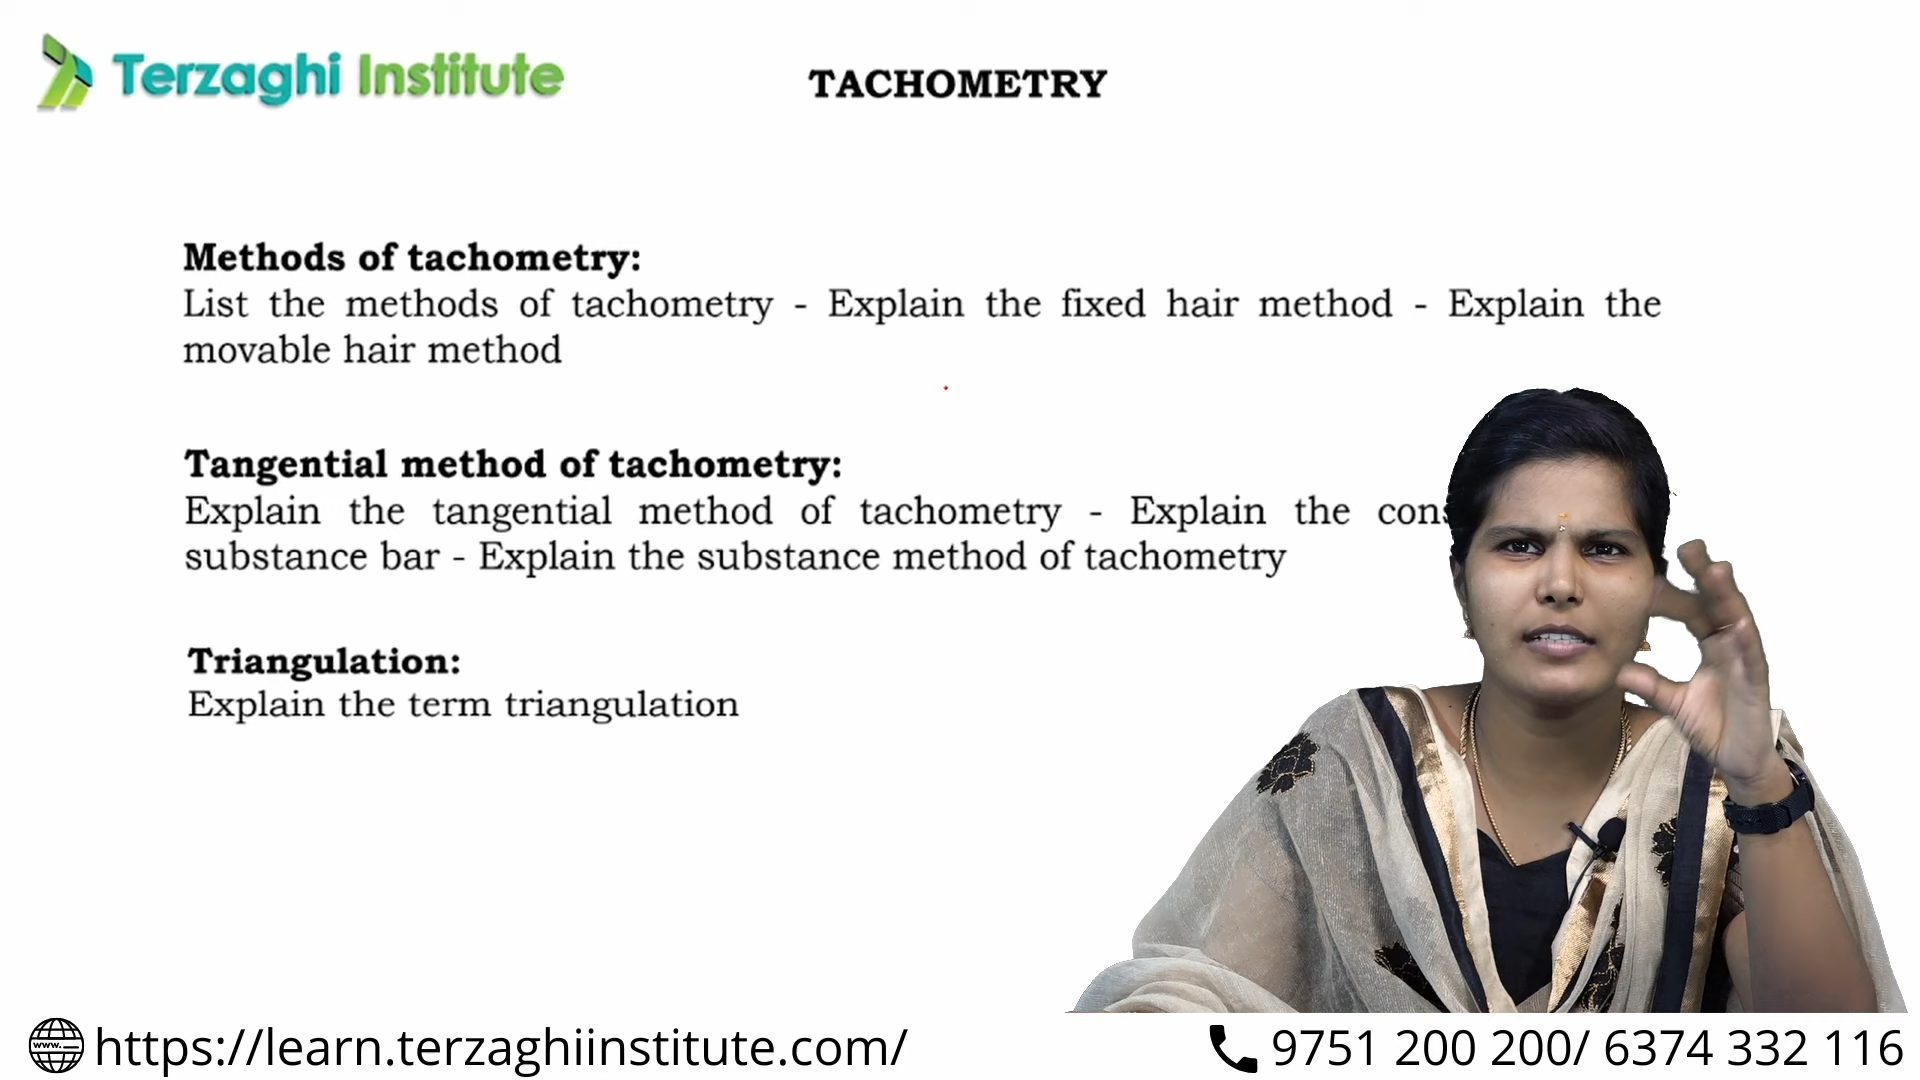 Terzaghi Institute
TACHOMETRY
Methods of tachometry:
List the methods of tachometry - Explain the fixed hair method - Explain the
movable hair method
Tangential method of tachometry:
Explain the tangential method of tachometry - Explain the
substance bar - Explain the substance method of tachometry
Triangulation:
Explain the term triangulation
www.
https://learn.terzaghiinstitute.com/
9751 200 200/ 6374 332 116